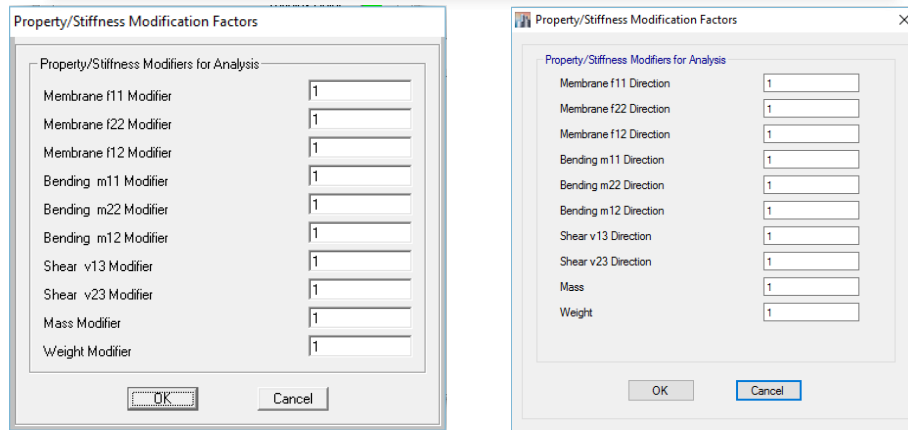 Property/Stiffness Modification Factors
Property/Stiffness Modifiers for Analysis
Membrane f11 Modifier 1
Membrane f22 Modifier 1
Membrane f12 Modifier 1
Bending m11 Modifier 1
Bending m22 Modifier 1
Bending m12 Modifier 1
Shear v13 Modifier 1
Shear v23 Modifier 1
Mass Modifier 1
Weight Modifier 1
OK Cancel
Property/Stiffness Modification Factors
Property/Stiffness Modifiers for Analysis
Membrane f11 Direction 1
Membrane f22 Direction 1
Membrane f12 Direction 1
Bending m11 Direction 1
Bending m22 Direction 1
Bending m12 Direction 1
Shear v13 Direction 1
Shear v23 Direction 1
Mass 1
Weight 1
OK Cancel